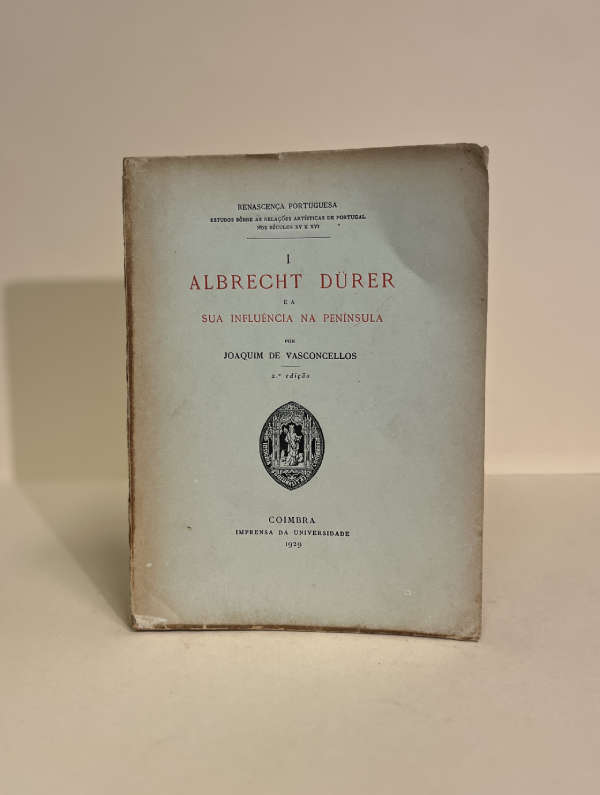 RENASCENÇA PORTUGUESA
ESTUDOS SÔBRE AS RELAÇÕES ARTÍSTICAS DE PORTUGAL
NOS SÉCULOS XV E XVI
I
ALBRECHT DÜRER
E A
SUA INFLUÊNCIA NA PENÍNSULA
POR
JOAQUIM DE VASCONCELLOS
2.ª edição
COIMBRA
IMPRENSA DA UNIVERSIDADE
1929